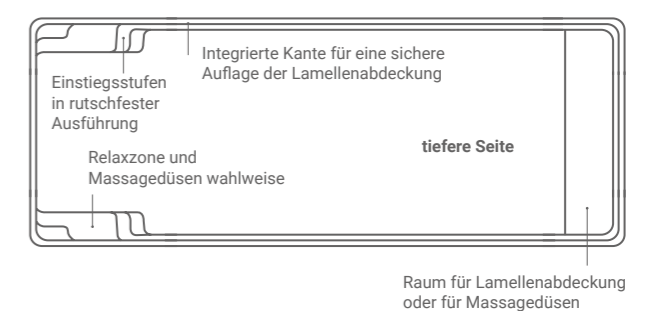 Integrierte Kante für eine sichere
Auflage der Lamellenabdeckung
Einstiegsstufen
in rutschfester
Ausführung
tiefere Seite
Relaxzone und
Massagedüsen wahlweise
Raum für Lamellenabdeckung
oder für Massagedüsen